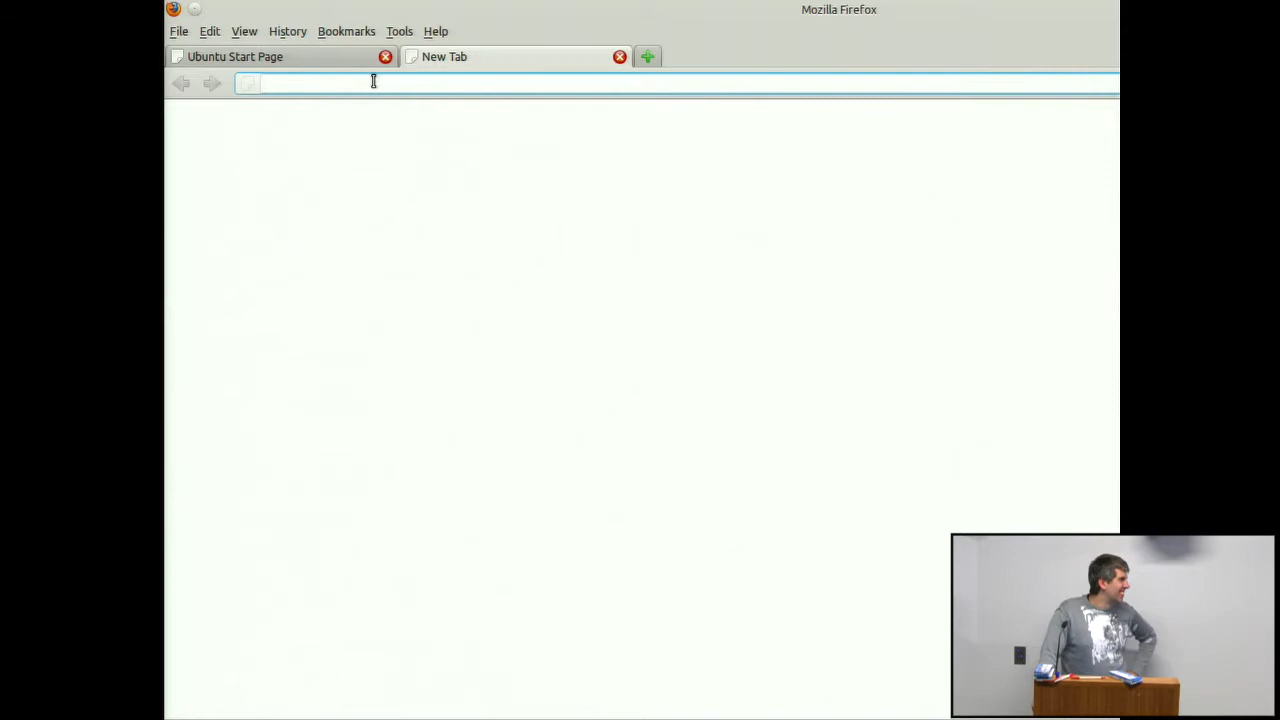 Mozilla Firefox
File Edit View History Bookmarks Tools Help
Ubuntu Start Page New Tab